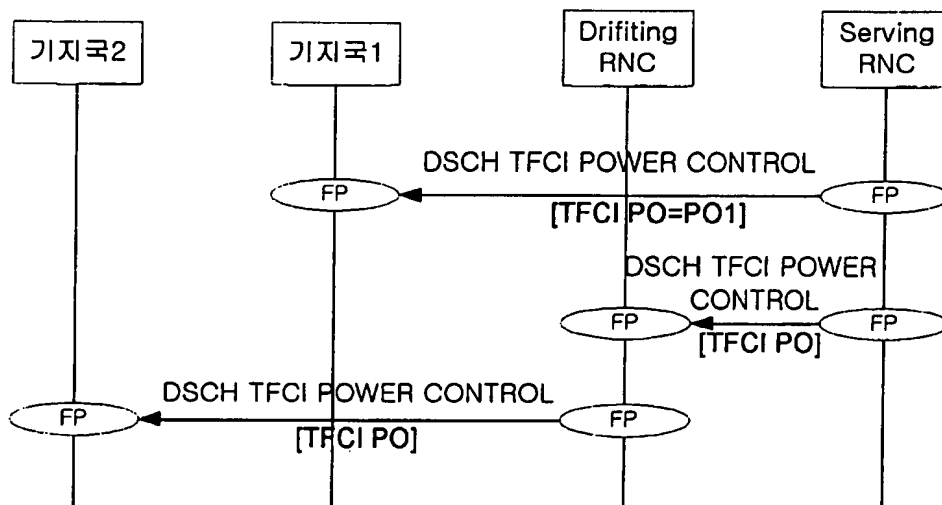 기지국2
기지국1
Drifiting
RNC
Serving
RNC
DSCH TFCI POWER CONTROL
FP
FP
[TFCI PO=PO1]
DSCH TFCI POWER
CONTROL
FP
FP
[TFCI PO]
DSCH TFCI POWER CONTROL
FP
FP
[TFCI PO]